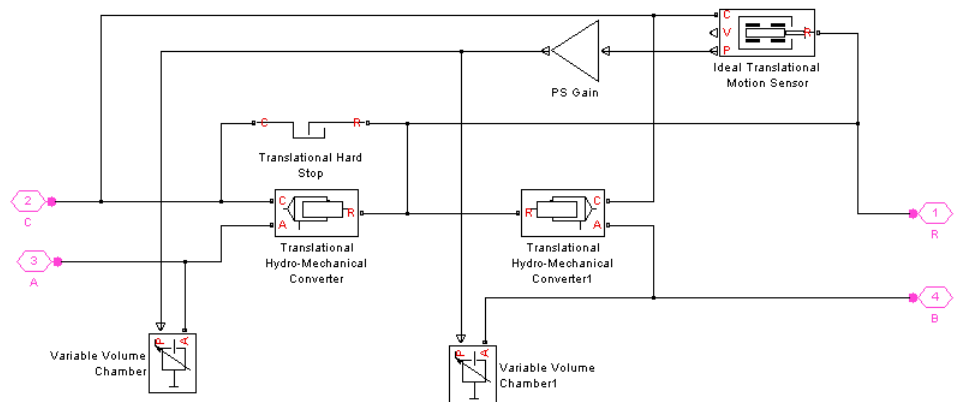 C
V
P
R
Ideal Translational
Motion Sensor
PS Gain
C
R
Translational Hard
Stop
2
C
C
A
R
Translational
Hydro-Mechanical
Converter
R
C
A
Translational
Hydro-Mechanical
Converter1
1
R
3
A
4
B
P
A
Variable Volume
Chamber
P
A
Variable Volume
Chamber1